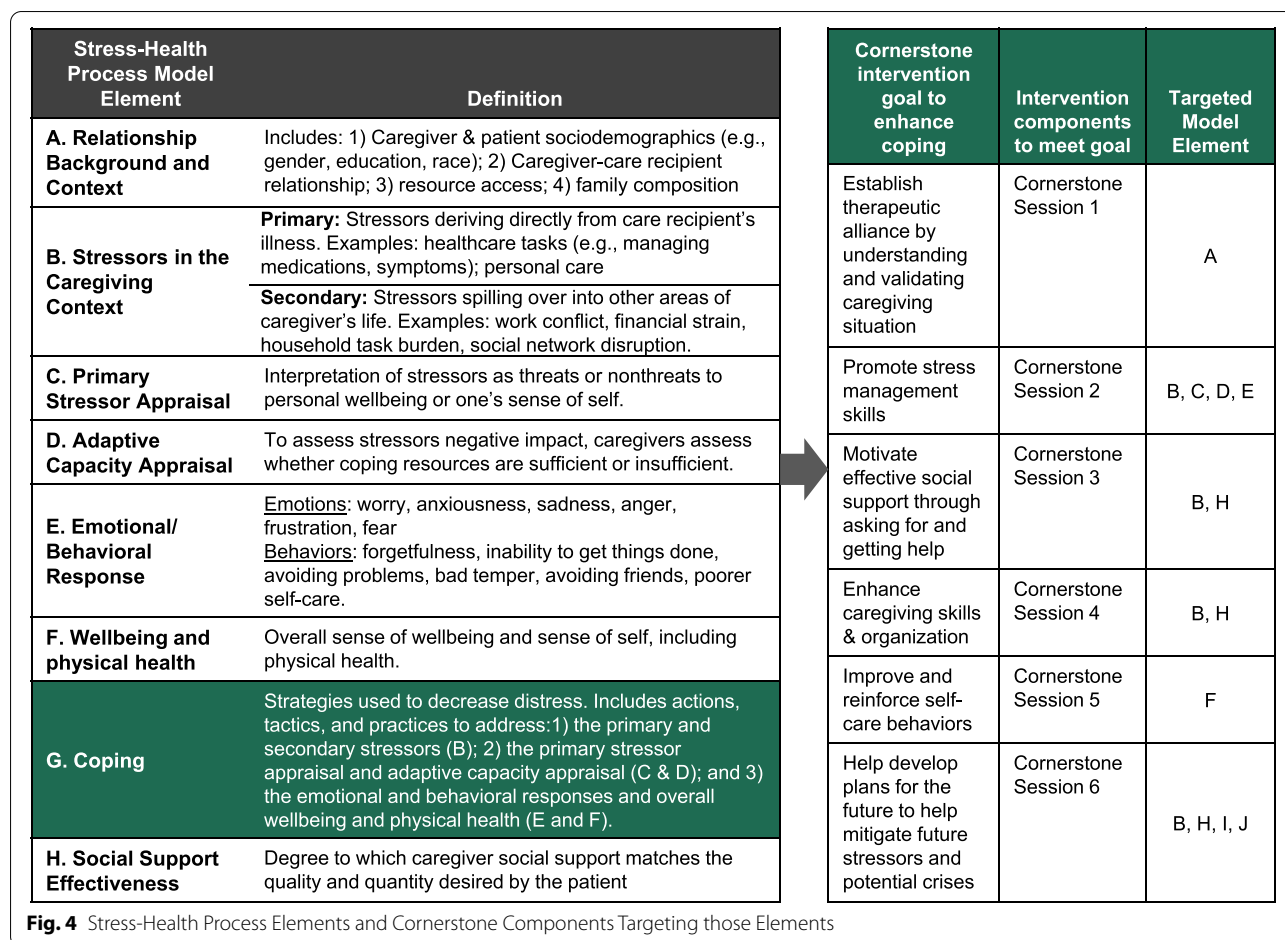 Stress-Health
Process Model
Element
Definition
A. Relationship
Background and
Context
Includes: 1) Caregiver & patient sociodemographics (e.g.,
gender, education, race); 2) Caregiver-care recipient
relationship; 3) resource access; 4) family composition
B. Stressors in the
Caregiving
Context
Primary: Stressors deriving directly from care recipient’s
illness. Examples: healthcare tasks (e.g., managing
medications, symptoms); personal care
Secondary: Stressors spilling over into other areas of
caregiver’s life. Examples: work conflict, financial strain,
household task burden, social network disruption.
C. Primary
Stressor Appraisal
Interpretation of stressors as threats or nonthreats to
personal wellbeing or one’s sense of self.
D. Adaptive
Capacity Appraisal
To assess stressors negative impact, caregivers assess
whether coping resources are sufficient or insufficient.
E. Emotional/
Behavioral
Response
Emotions: worry, anxiousness, sadness, anger,
frustration, fear
Behaviors: forgetfulness, inability to get things done,
avoiding problems, bad temper, avoiding friends, poorer
self-care.
F. Wellbeing and
physical health
Overall sense of wellbeing and sense of self, including
physical health.
G. Coping
Strategies used to decrease distress. Includes actions,
tactics, and practices to address:1) the primary and
secondary stressors (B); 2) the primary stressor
appraisal and adaptive capacity appraisal (C & D); and 3)
the emotional and behavioral responses and overall
wellbeing and physical health (E and F).
H. Social Support
Effectiveness
Degree to which caregiver social support matches the
quality and quantity desired by the patient
Cornerstone
intervention
goal to
enhance
coping
Intervention
components
to meet goal
Targeted
Model
Element
Establish
therapeutic
alliance by
understanding
and validating
caregiving
situation
Cornerstone
Session 1
A
Promote stress
management
skills
Cornerstone
Session 2
B, C, D, E
Motivate
effective social
support through
asking for and
getting help
Cornerstone
Session 3
B, H
Enhance
caregiving skills
& organization
Cornerstone
Session 4
B, H
Improve and
reinforce self-
care behaviors
Cornerstone
Session 5
F
Help develop
plans for the
future to help
mitigate future
stressors and
potential crises
Cornerstone
Session 6
B, H, I, J
Fig. 4 Stress-Health Process Elements and Cornerstone Components Targeting those Elements